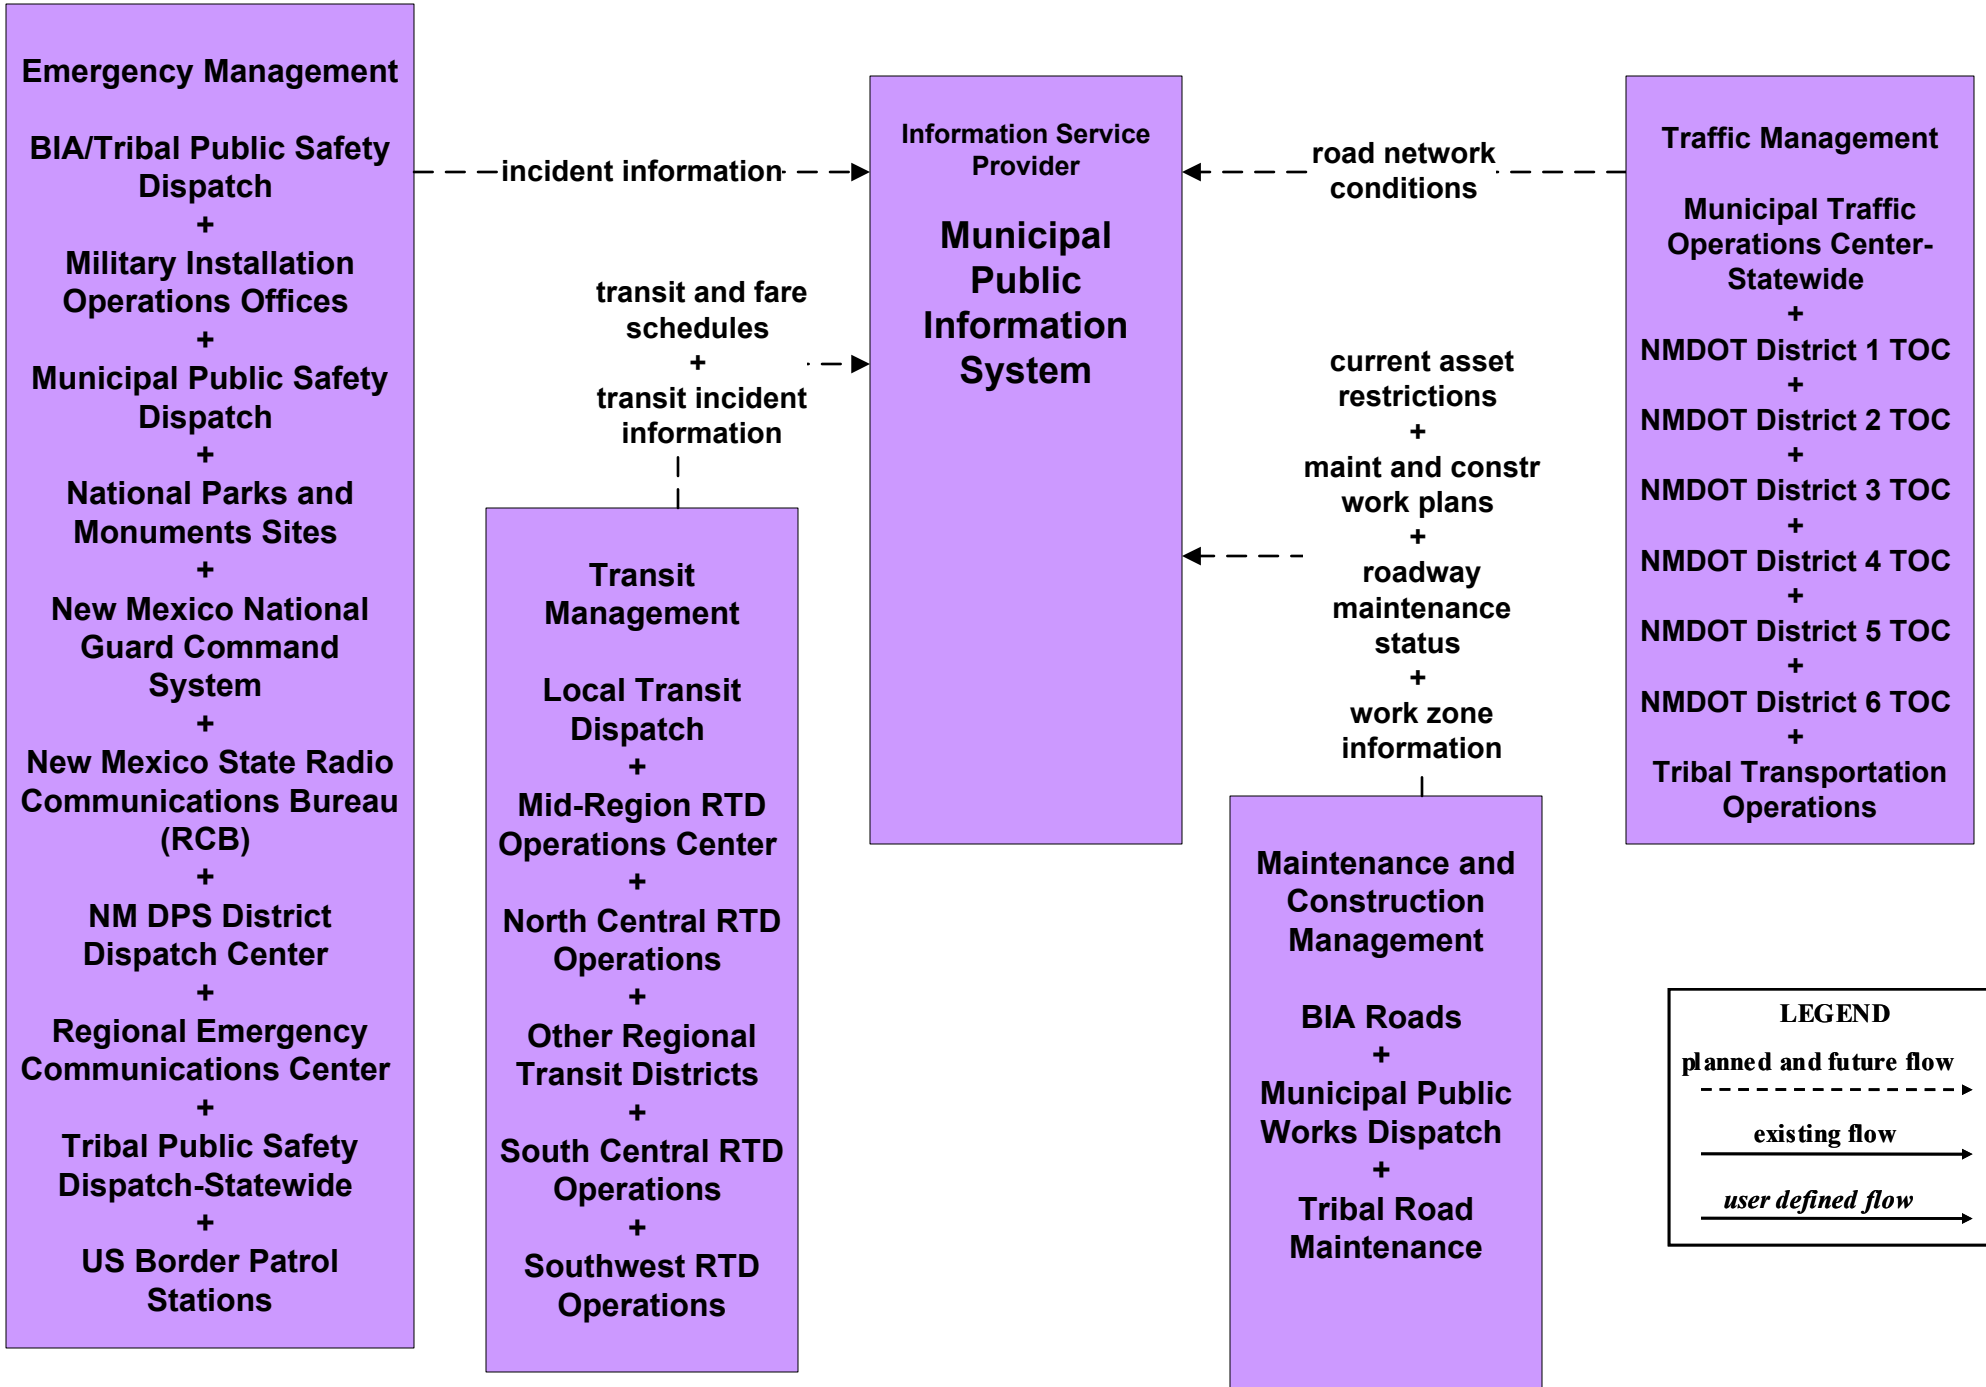 Emergency Management
BIA/Tribal Public Safety
Dispatch
+
Military Installation
Operations Offices
+
Municipal Public Safety
Dispatch
+
National Parks and
Monuments Sites
+
New Mexico National
Guard Command
System
+
New Mexico State Radio
Communications Bureau
(RCB)
+
NM DPS District
Dispatch Center
+
Regional Emergency
Communications Center
+
Tribal Public Safety
Dispatch-Statewide
+
US Border Patrol
Stations
incident information
transit and fare
schedules
+
transit incident
information
Transit
Management
Local Transit
Dispatch
+
Mid-Region RTD
Operations Center
+
North Central RTD
Operations
+
Other Regional
Transit Districts
+
South Central RTD
Operations
+
Southwest RTD
Operations
Information Service
Provider
Municipal
Public
Information
System
road network
conditions
current asset
restrictions
+
maint and constr
work plans
+
roadway
maintenance
status
+
work zone
information
Maintenance and
Construction
Management
BIA Roads
+
Municipal Public
Works Dispatch
+
Tribal Road
Maintenance
Traffic Management
Municipal Traffic
Operations Center-
Statewide
+
NMDOT District 1 TOC
+
NMDOT District 2 TOC
+
NMDOT District 3 TOC
+
NMDOT District 4 TOC
+
NMDOT District 5 TOC
+
NMDOT District 6 TOC
+
Tribal Transportation
Operations
LEGEND
planned and future flow
existing flow
user defined flow